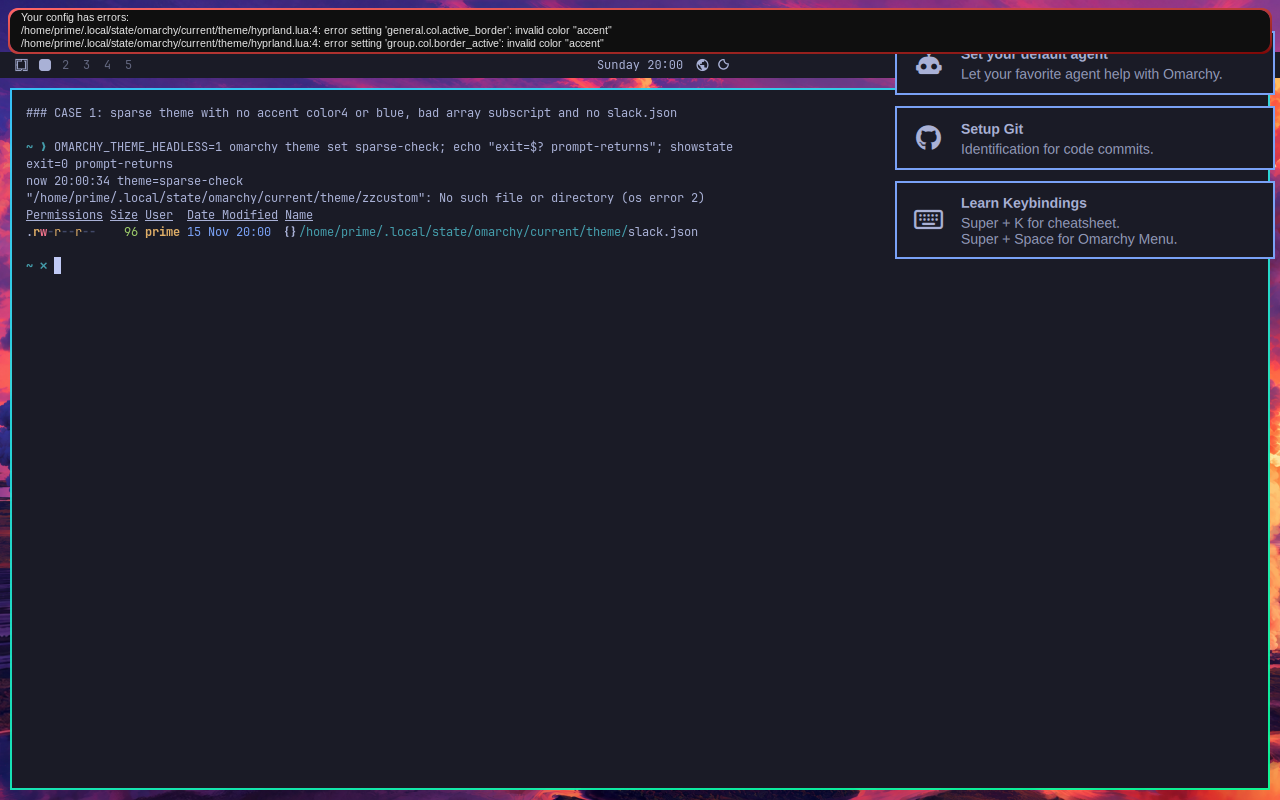 Your config has errors:
/home/prime/.local/state/omarchy/current/theme/hyprland.lua:4: error setting 'general.col.active_border': invalid color "accent"
/home/prime/.local/state/omarchy/current/theme/hyprland.lua:4: error setting 'group.col.border_active': invalid color "accent"
2 3 4 5
Sunday 20:00
Set your default agent
Let your favorite agent help with Omarchy.
Setup Git
Identification for code commits.
Learn Keybindings
Super + K for cheatsheet.
Super + Space for Omarchy Menu.
### CASE 1: sparse theme with no accent color4 or blue, bad array subscript and no slack.json
~ ❯ OMARCHY_THEME_HEADLESS=1 omarchy theme set sparse-check; echo "exit=$? prompt-returns"; showstate
exit=0 prompt-returns
now 20:00:34 theme=sparse-check
"/home/prime/.local/state/omarchy/current/theme/zzcustom": No such file or directory (os error 2)
Permissions Size User Date Modified Name
.rw-r--r-- 96 prime 15 Nov 20:00 {} /home/prime/.local/state/omarchy/current/theme/slack.json
~ ×